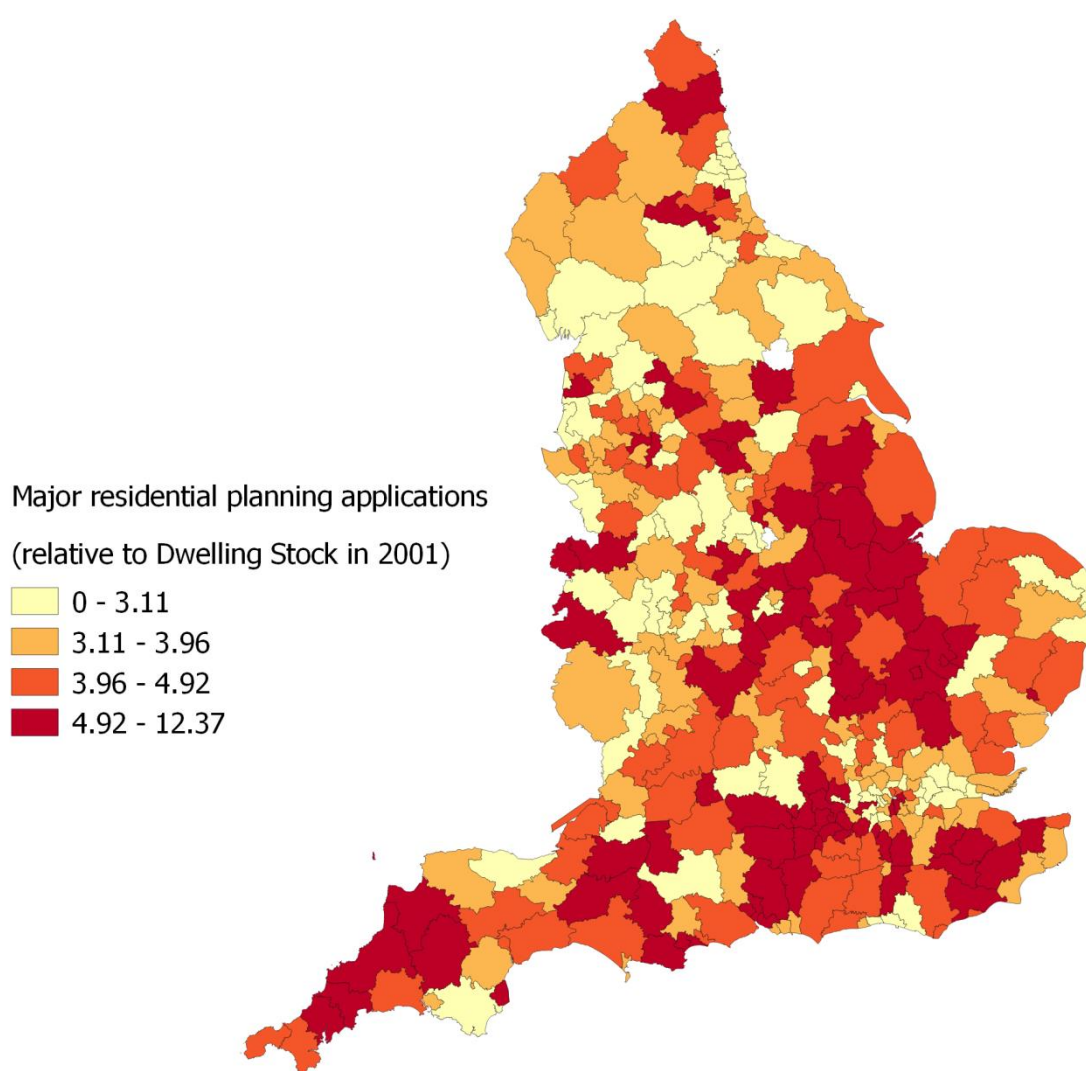 Major residential planning applications
(relative to Dwelling Stock in 2001)
0 - 3.11
3.11 - 3.96
3.96 - 4.92
4.92 - 12.37